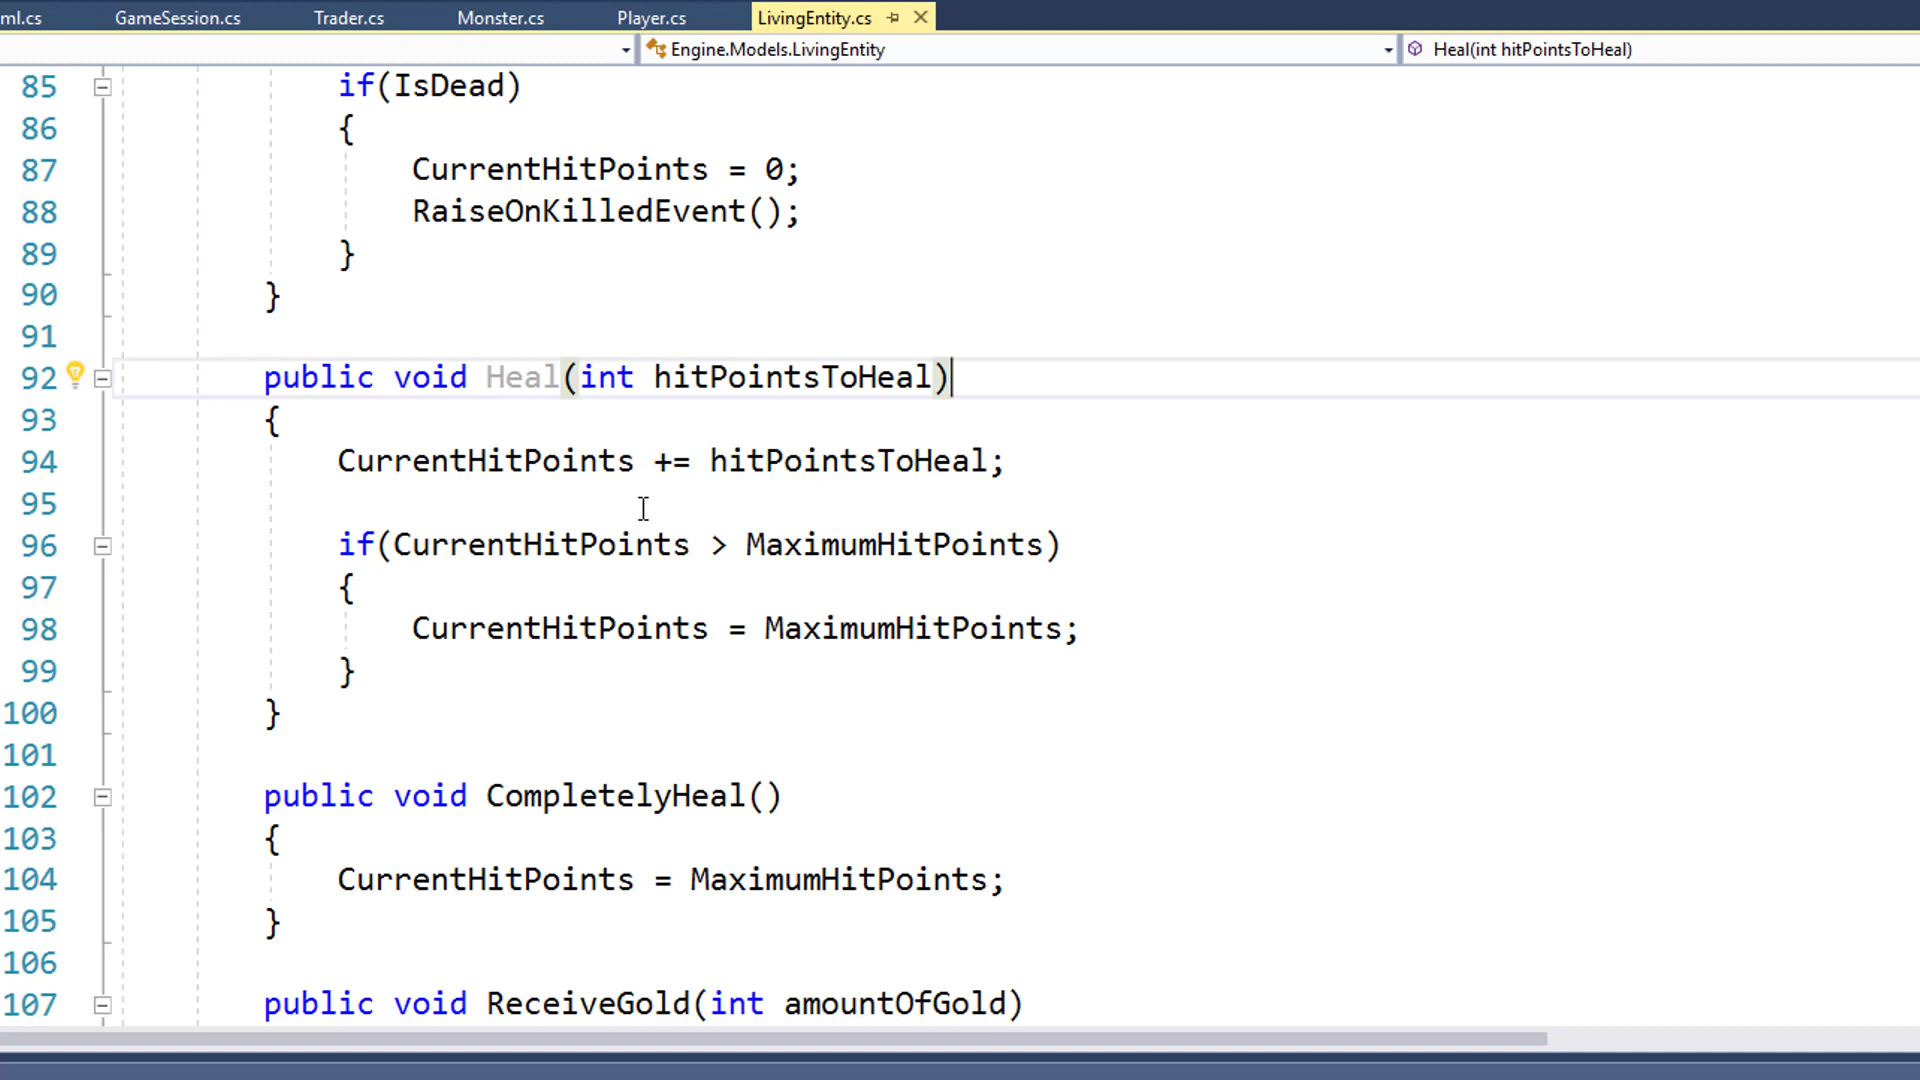 ml.cs GameSession.cs Trader.cs Monster.cs Player.cs LivingEntity.cs
Engine.Models.LivingEntity Heal(int hitPointsToHeal)
85 if(IsDead)
86 {
87 CurrentHitPoints = 0;
88 RaiseOnKilledEvent();
89 }
90 }
91
92 public void Heal(int hitPointsToHeal)
93 {
94 CurrentHitPoints += hitPointsToHeal;
95
96 if(CurrentHitPoints > MaximumHitPoints)
97 {
98 CurrentHitPoints = MaximumHitPoints;
99 }
100 }
101
102 public void CompletelyHeal()
103 {
104 CurrentHitPoints = MaximumHitPoints;
105 }
106
107 public void ReceiveGold(int amountOfGold)